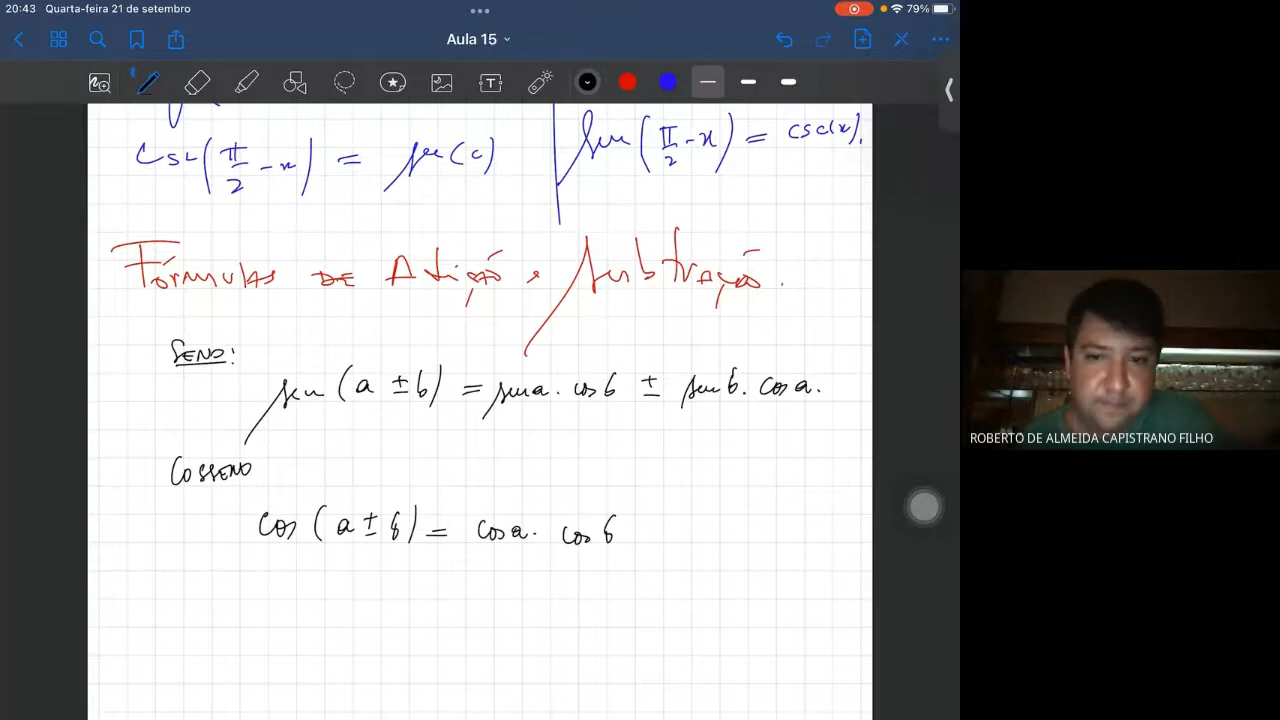 20:43 Quarta-feira 21 de setembro
79%
Aula 15
csc(π/2 - x) = sec(
sec(π/2 - x) = csc(x).
Fórmulas DE Adição e Subtração.
SENO:
sen(a ± b) = sen a. cos b ± sen b. cos a.
COSSENO
cos(a ± b) = cos a. cos b
ROBERTO DE ALMEIDA CAPISTRANO FILHO